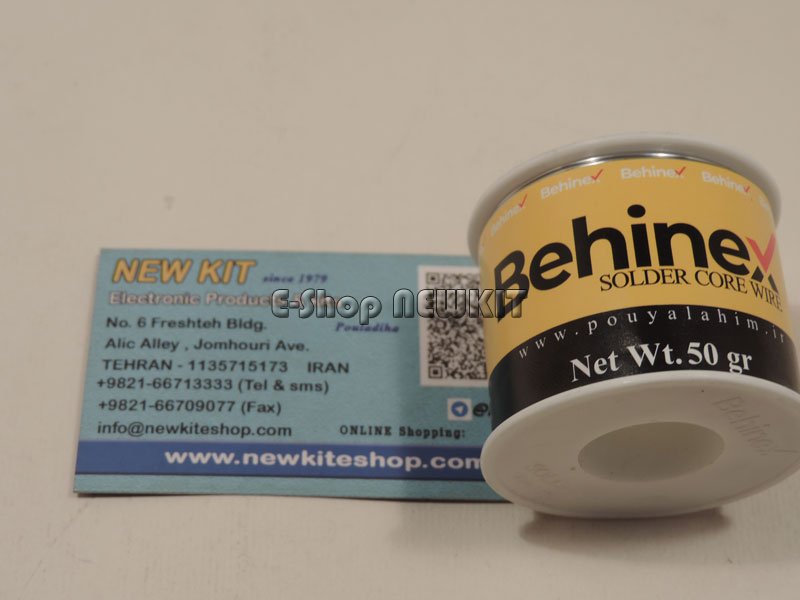 NEW KIT since 1979
Electronic Products
E-Shop NEWKIT
Pouladiha
No. 6 Freshteh Bldg.
Alic Alley , Jomhouri Ave.
TEHRAN - 1135715173 IRAN
+9821-66713333 (Tel & sms)
+9821-66709077 (Fax)
info@newkiteshop.com ONLINE Shopping:
www.newkiteshop.com
Behinex Behinex Behinex Behinex
Behinex
SOLDER CORE WIRE
www.pouyalahim.ir
Net Wt. 50 gr
Behinex